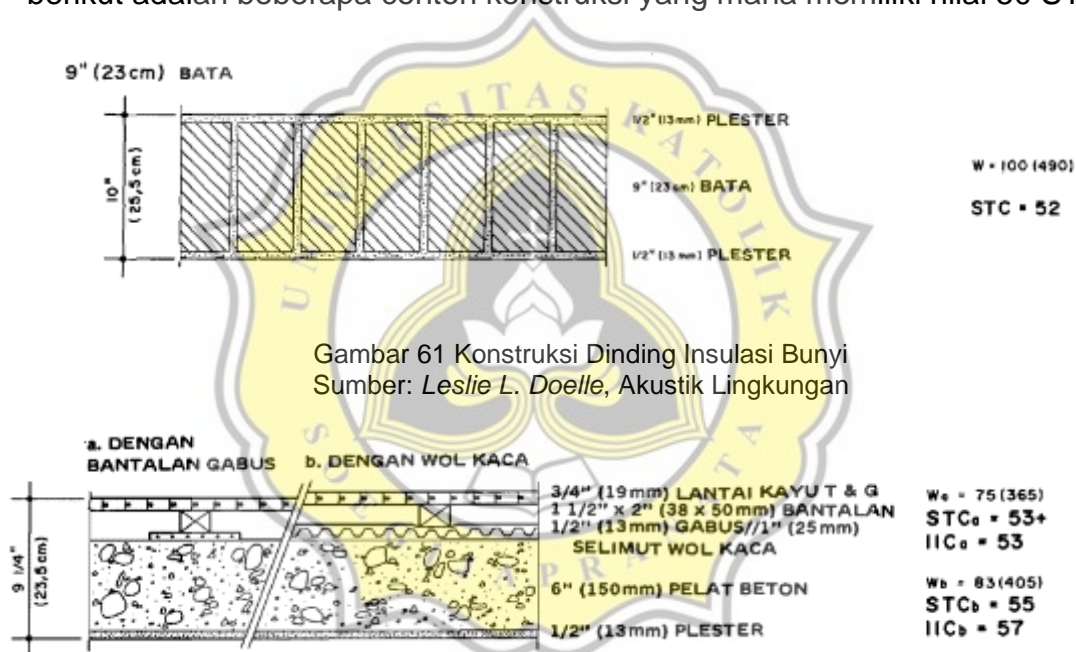 berikut adalah beberapa contoh konstruksi yang mana memiliki nilai 50
9" (23cm) BATA
1/2" (13mm) PLESTER
10"
(25,5 cm)
9" (23cm) BATA
W = 100 (490)
STC = 52
1/2" (13 mm) PLESTER
UNIVERSITAS KATOLIK
SOEGIJAPRANATA
Gambar 61 Konstruksi Dinding Insulasi Bunyi
Sumber: Leslie L. Doelle, Akustik Lingkungan
a. DENGAN
BANTALAN GABUS
b. DENGAN WOL KACA
9 1/4"
(23,5 cm)
3/4" (19mm) LANTAI KAYU T & G
1 1/2" x 2" (38 x 50mm) BANTALAN
1/2" (13mm) GABUS//1" (25mm)
SELIMUT WOL KACA
6" (150mm) PELAT BETON
1/2" (13mm) PLESTER
Wa = 75 (365)
STCa = 53+
IICa = 53
Wb = 83(405)
STCb = 55
IICb = 57